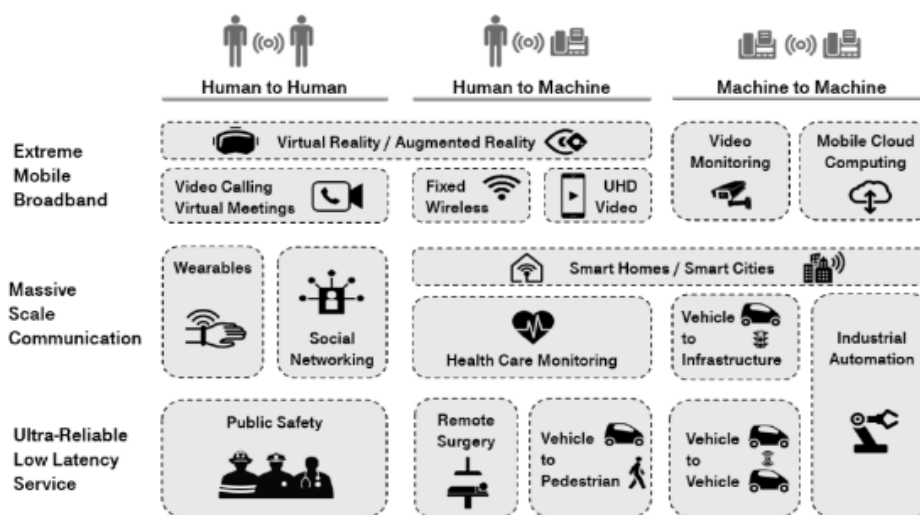 Human to Human
Human to Machine
Machine to Machine
Extreme
Mobile
Broadband
Virtual Reality / Augmented Reality
Video Calling
Virtual Meetings
Fixed
Wireless
UHD
Video
Video
Monitoring
Mobile Cloud
Computing
Massive
Scale
Communication
Wearables
Social
Networking
Smart Homes / Smart Cities
Health Care Monitoring
Vehicle
to
Infrastructure
Industrial
Automation
Ultra-Reliable
Low Latency
Service
Public Safety
Remote
Surgery
Vehicle
to
Pedestrian
Vehicle
to
Vehicle